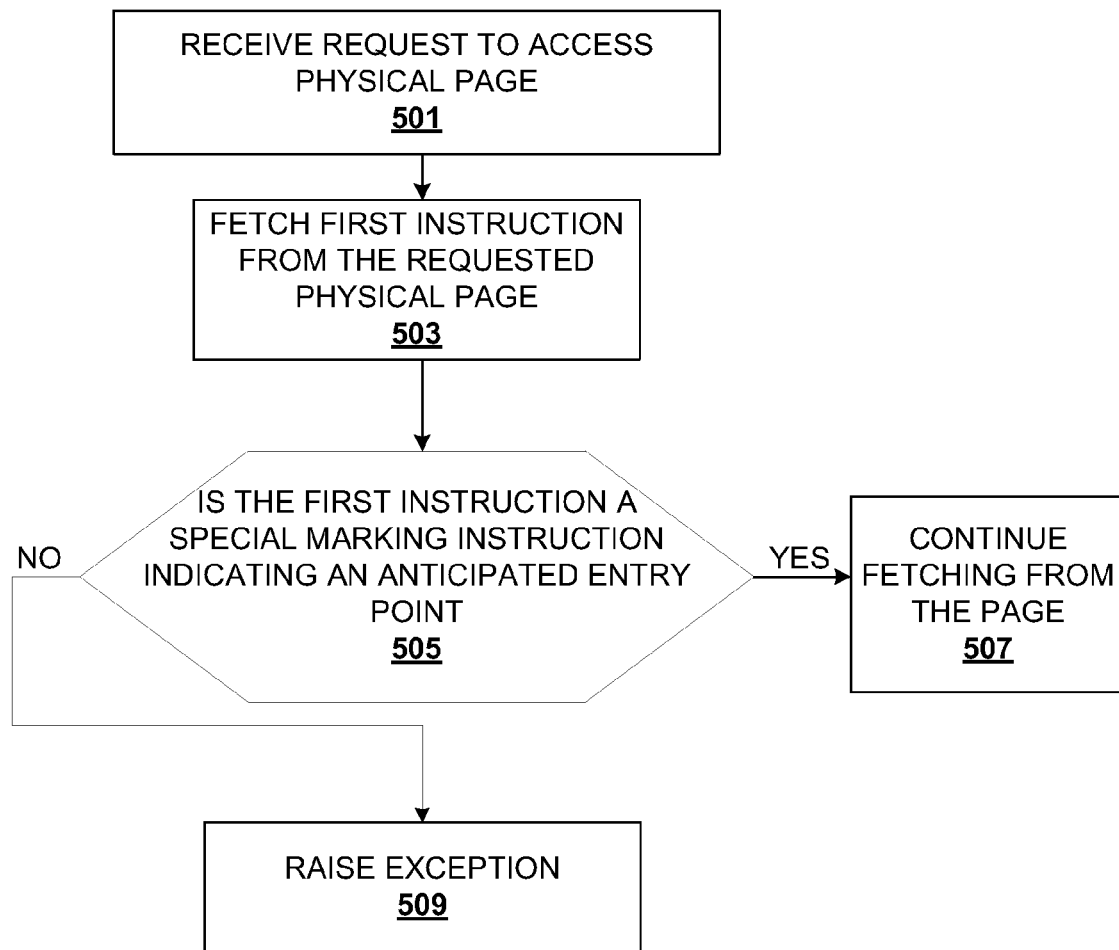 RECEIVE REQUEST TO ACCESS
PHYSICAL PAGE
501
FETCH FIRST INSTRUCTION
FROM THE REQUESTED
PHYSICAL PAGE
503
IS THE FIRST INSTRUCTION A
SPECIAL MARKING INSTRUCTION
INDICATING AN ANTICIPATED ENTRY
POINT
505
NO
YES
CONTINUE
FETCHING FROM
THE PAGE
507
RAISE EXCEPTION
509